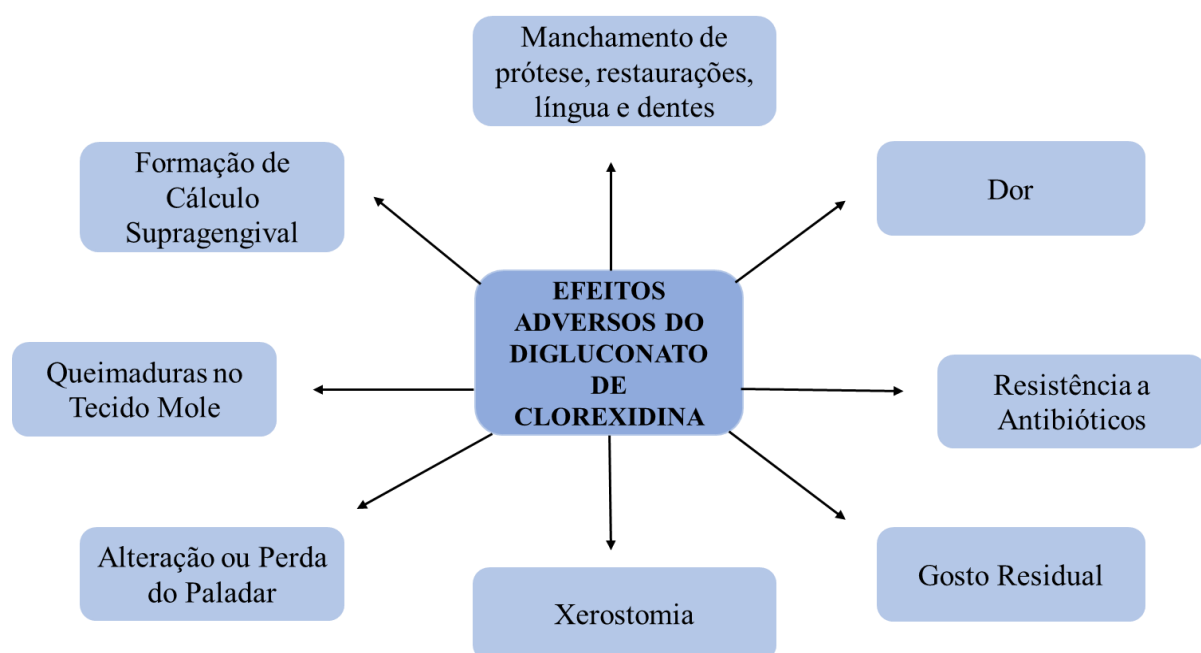 Manchamento de
prótese, restaurações,
língua e dentes
Formação de
Cálculo
Supragengival
Dor
EFEITOS
ADVERSOS DO
DIGLUCONATO
DE
CLOREXIDINA
Queimaduras no
Tecido Mole
Resistência a
Antibióticos
Alteração ou Perda
do Paladar
Xerostomia
Gosto Residual